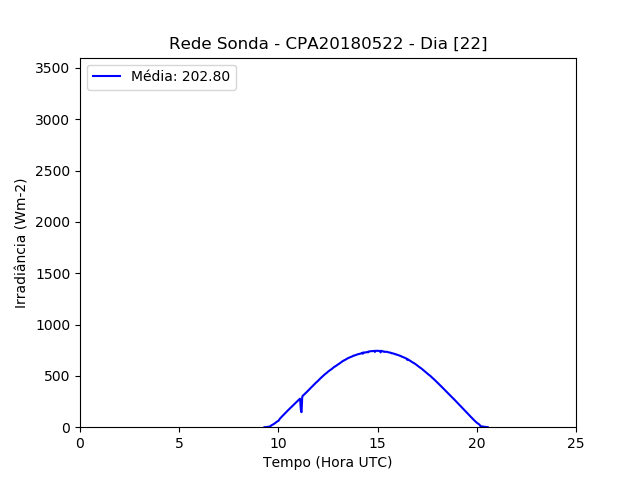 Rede Sonda - CPA20180522 - Dia [22]
Média: 202.80
Irradiância (Wm-2)
3500
3000
2500
2000
1500
1000
500
0
0 5 10 15 20 25
Tempo (Hora UTC)